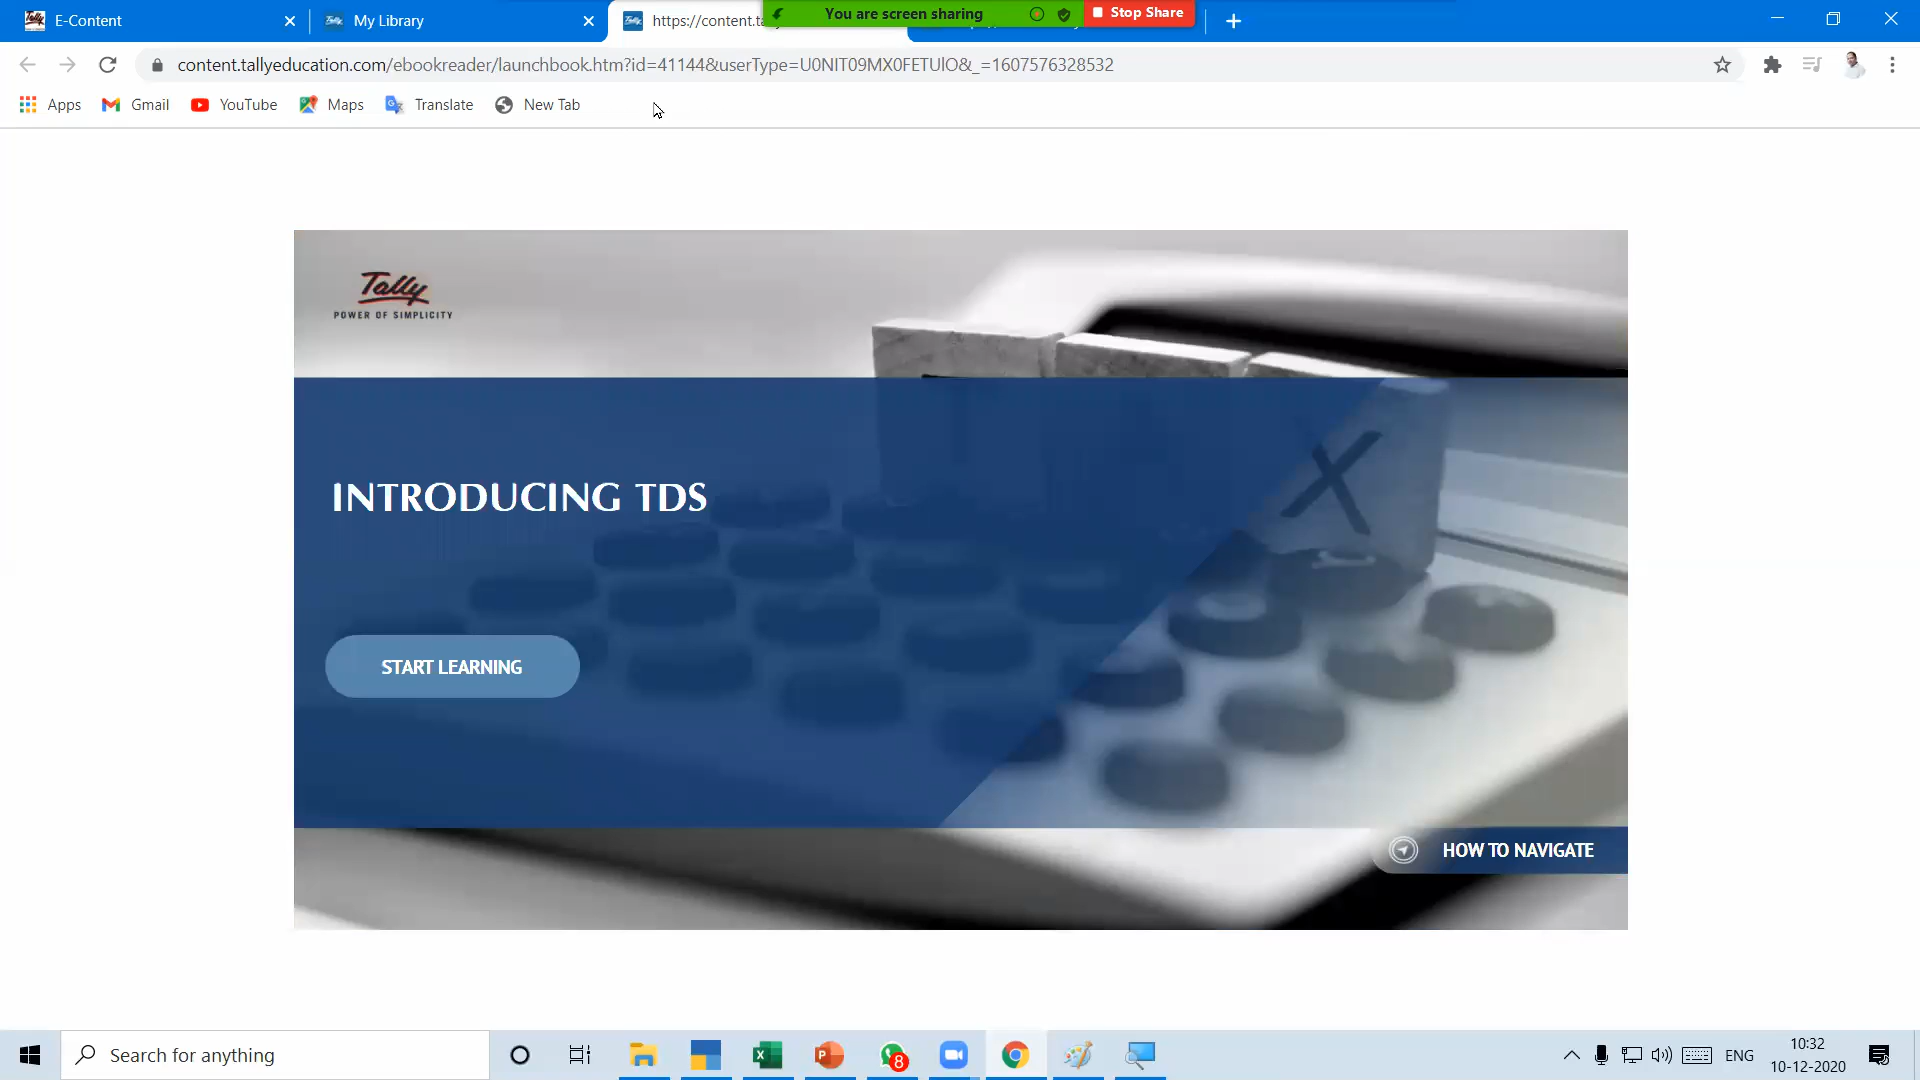 E-Content
My Library
https://content.ta
You are screen sharing
Stop Share
content.tallyeducation.com/ebookreader/launchbook.htm?id=41144&userType=U0NIT09MX0FETUlO&_=1607576328532
Apps
Gmail
YouTube
Maps
Translate
New Tab
Tally
POWER OF SIMPLICITY
X
INTRODUCING TDS
START LEARNING
HOW TO NAVIGATE
Search for anything
8
ENG
10:32
10-12-2020